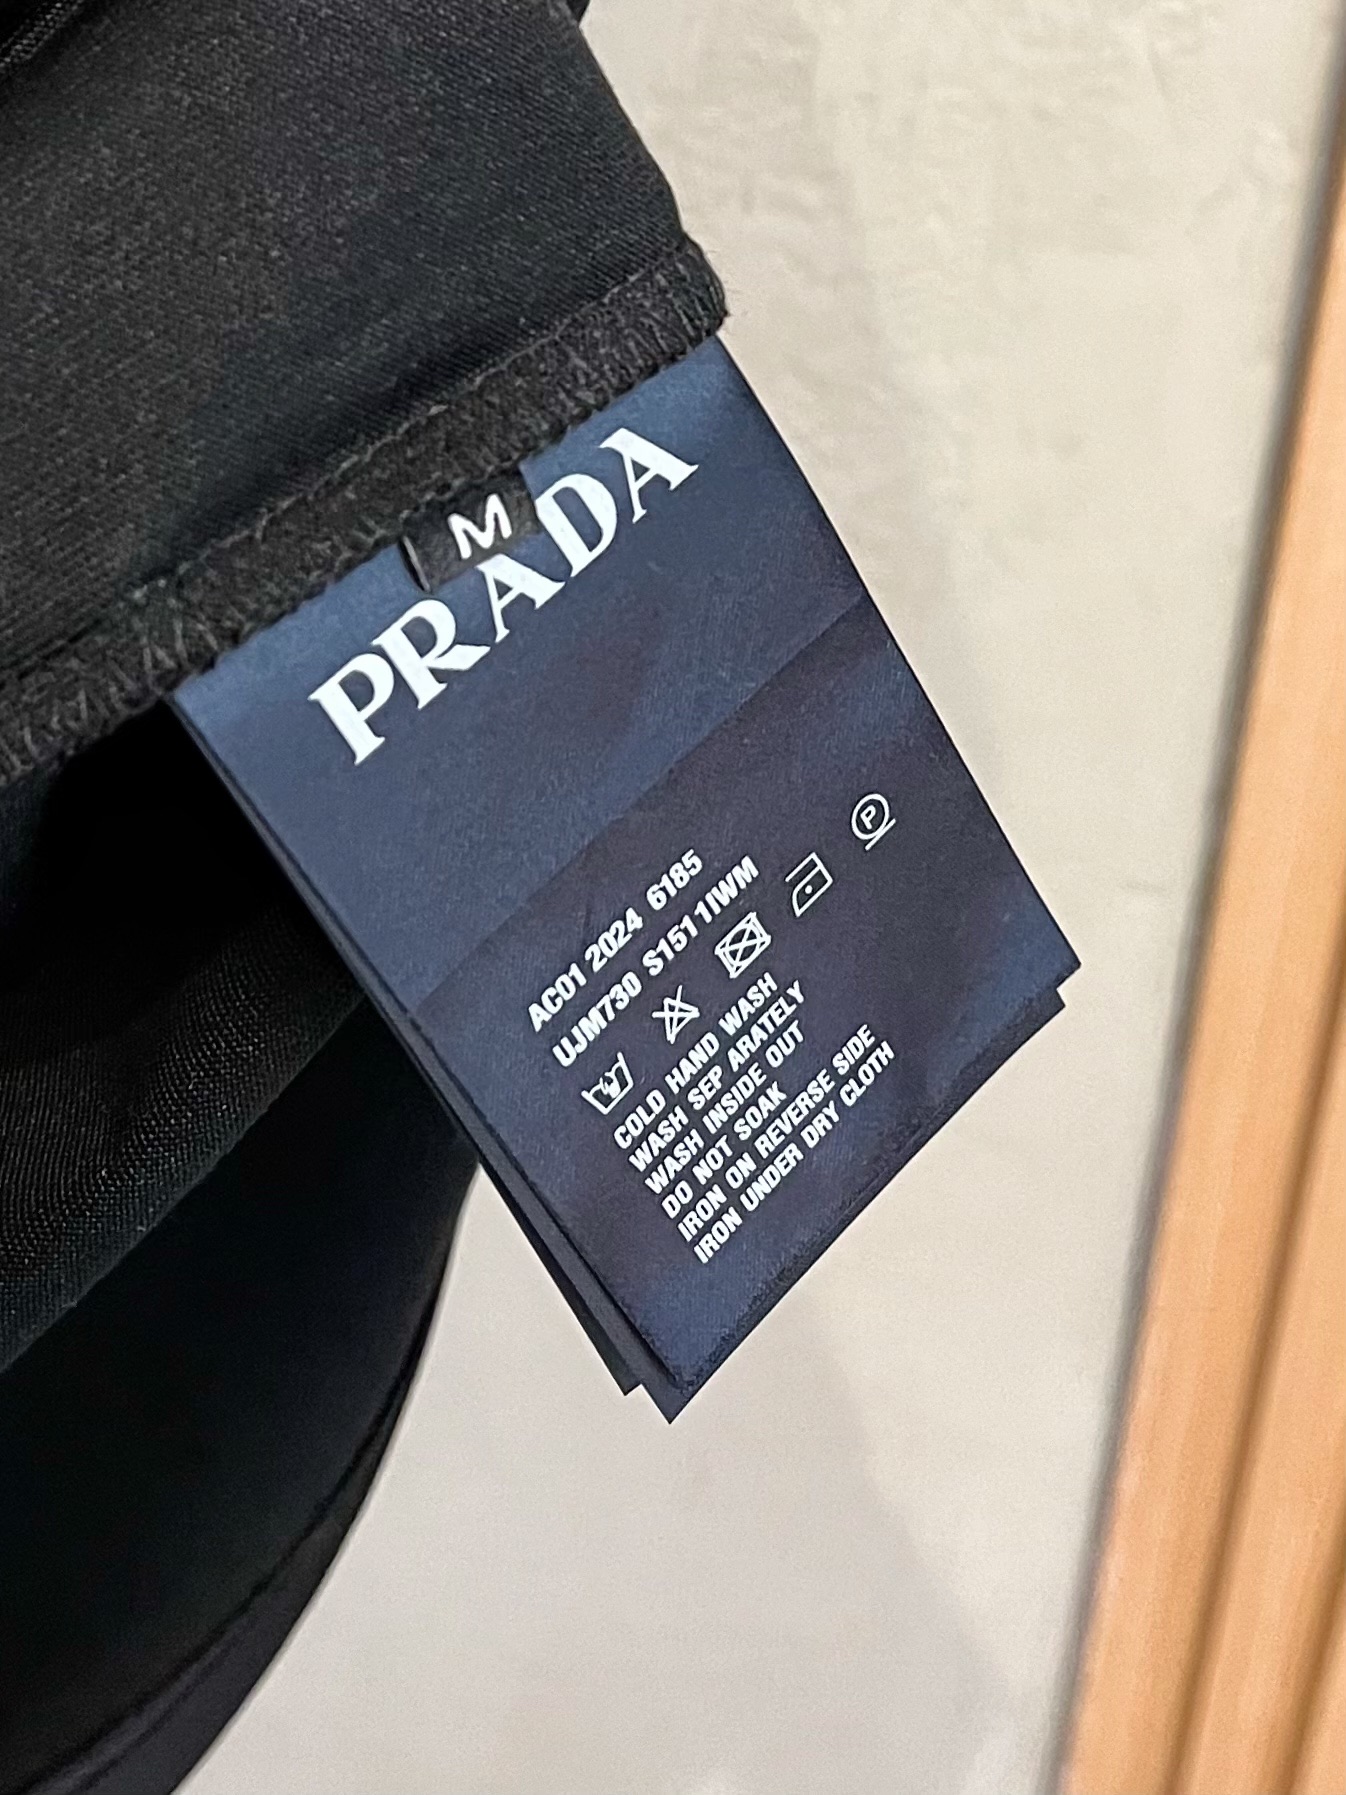 M
PRADA
AC01 2024 6185
UJM730 S151 1IWM
P
COLD HAND WASH
WASH SEP ARATELY
WASH INSIDE OUT
DO NOT SOAK
IRON ON REVERSE SIDE
IRON UNDER DRY CLOTH